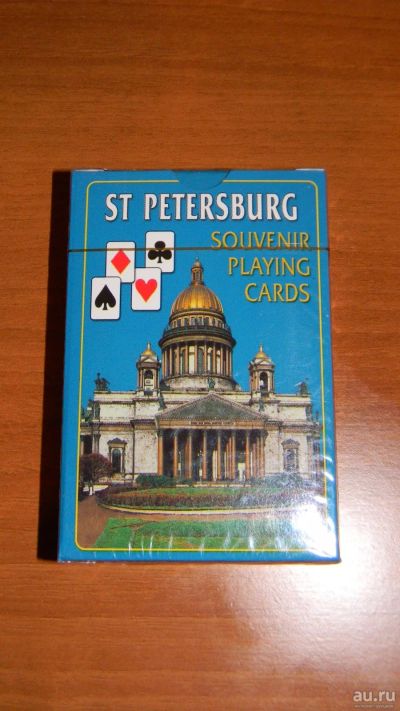 ST PETERSBURG
SOUVENIR
PLAYING
CARDS
au.ru